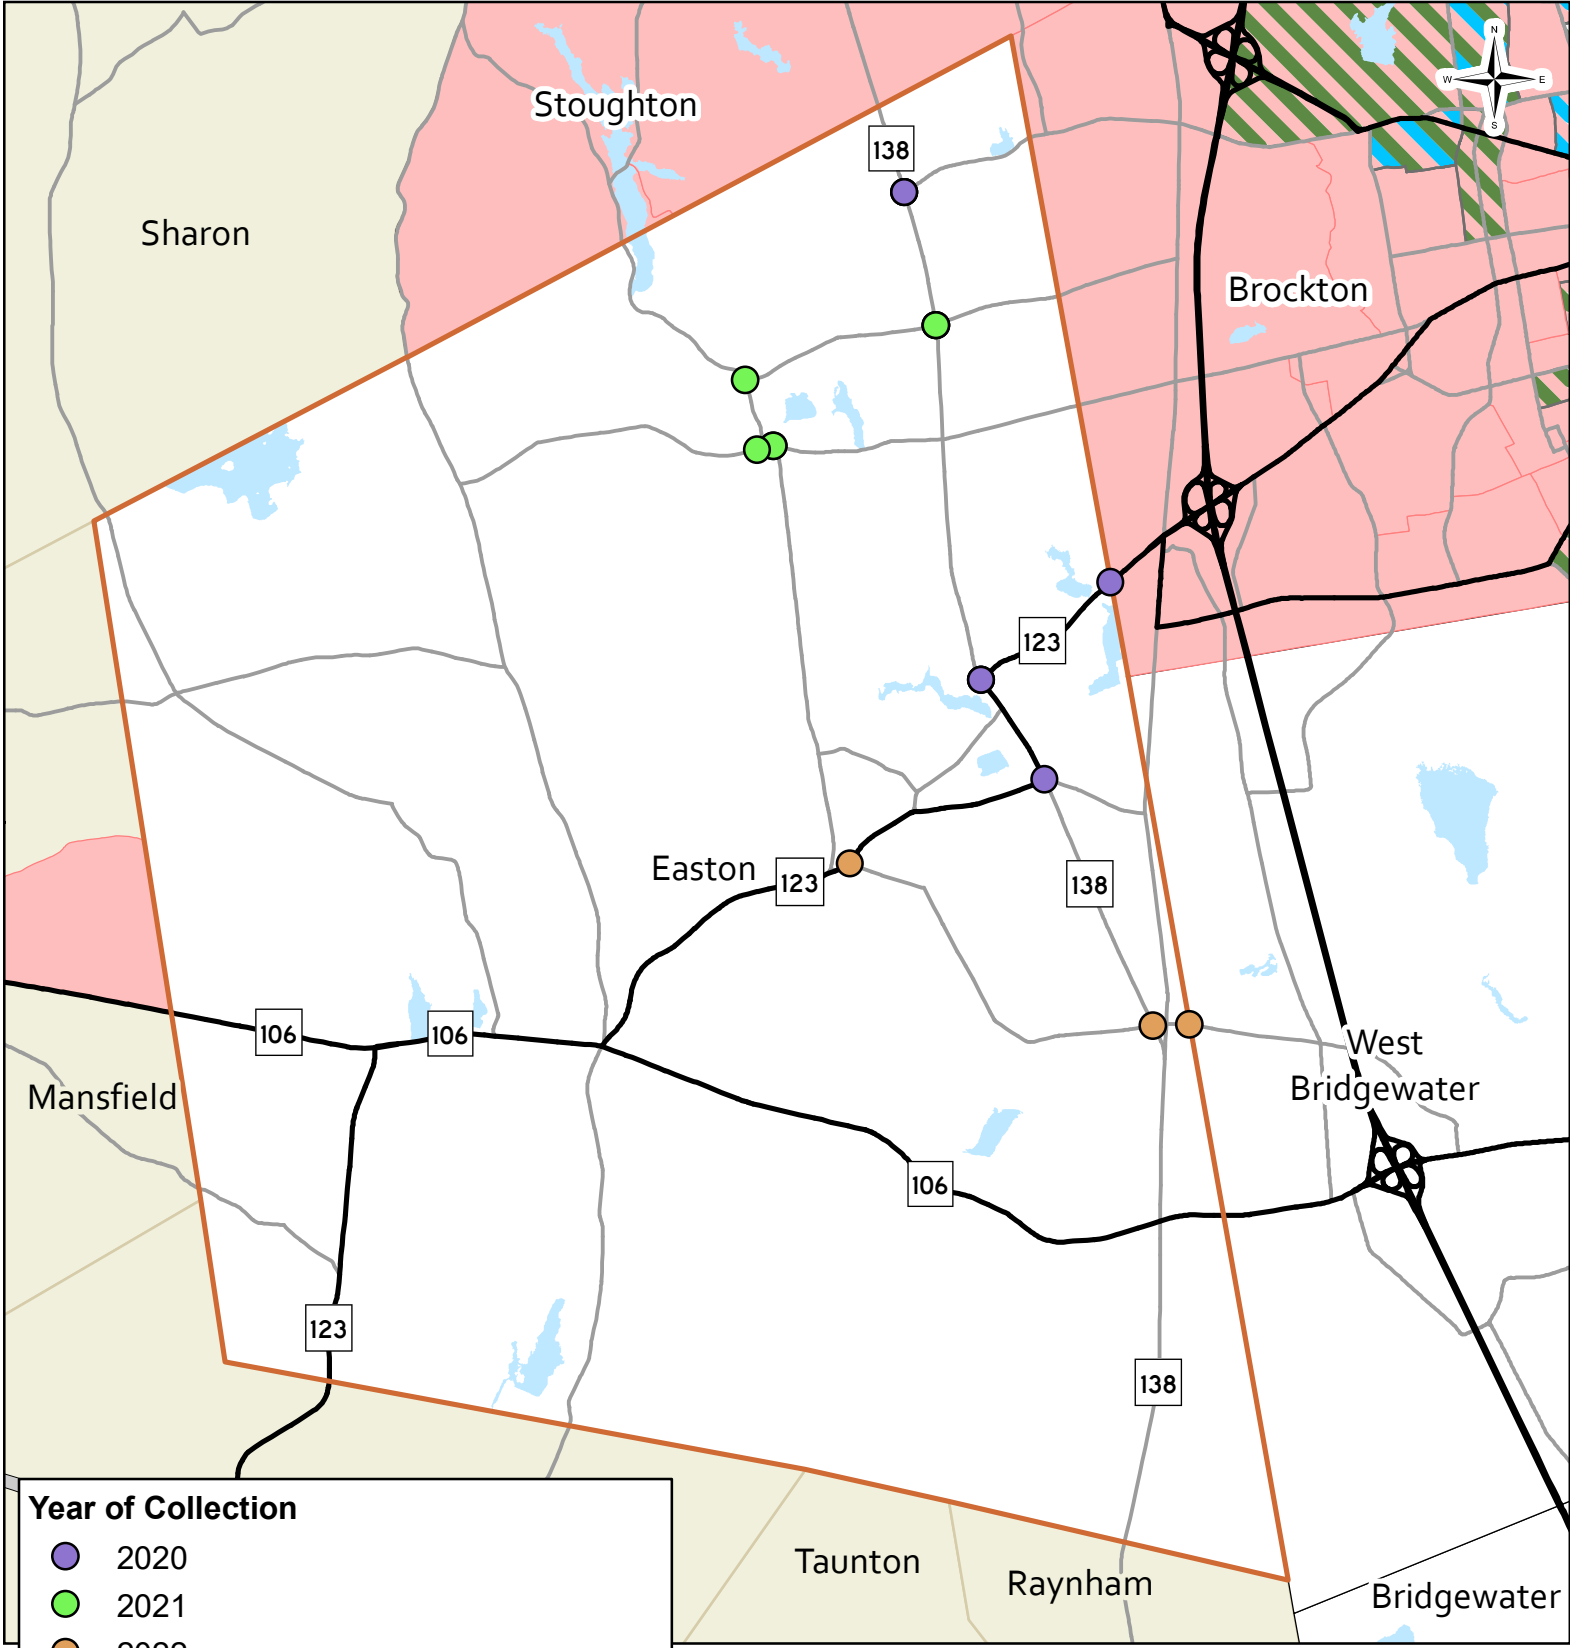 N
W E
S
Stoughton
138
Sharon
Brockton
123
Easton
123
138
106
106
West
Bridgewater
Mansfield
106
123
138
Year of Collection
2020
2021
Taunton
Raynham
Bridgewater